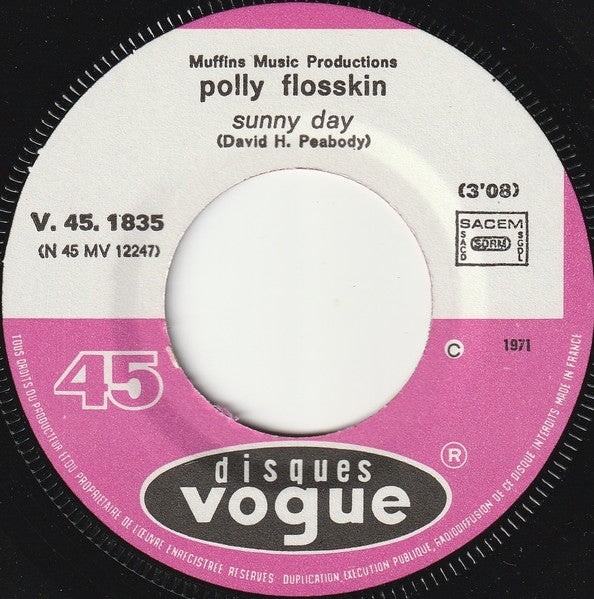 Muffins Music Productions
polly flosskin
sunny day
(David H. Peabody)
(3'08)
V. 45. 1835
(N 45 MV 12247)
SACEM
SACD
SDRM
SGDL
45
© 1971
disques
vogue
®
TOUS DROITS DU PRODUCTEUR ET DU PROPRIETAIRE DE L'ŒUVRE ENREGISTRÉE RESERVES DUPLICATION, EXECUTION PUBLIQUE, RADIODIFFUSION DE CE DISQUE INTERDITS MADE IN FRANCE